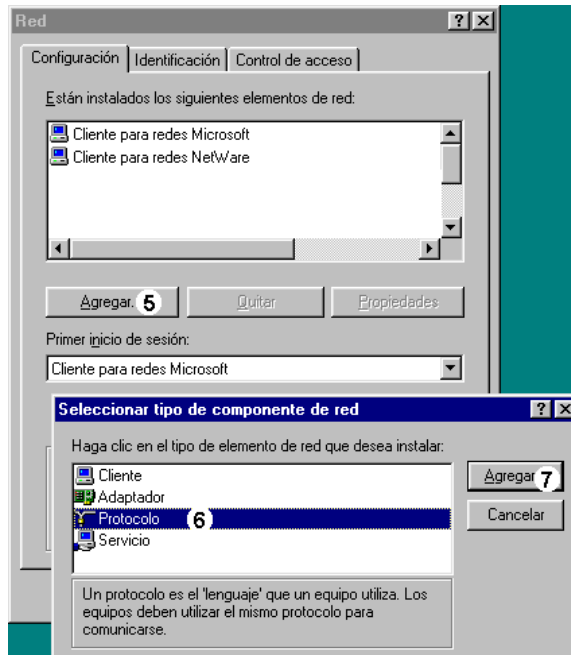 Red
Configuración Identificación Control de acceso
Están instalados los siguientes elementos de red:
Cliente para redes Microsoft
Cliente para redes NetWare
Agregar. 5 Quitar Propiedades
Primer inicio de sesión:
Cliente para redes Microsoft
Seleccionar tipo de componente de red
Haga clic en el tipo de elemento de red que desea instalar:
Cliente
Adaptador
Protocolo 6
Servicio
Agregar 7
Cancelar
Un protocolo es el 'lenguaje' que un equipo utiliza. Los
equipos deben utilizar el mismo protocolo para
comunicarse.